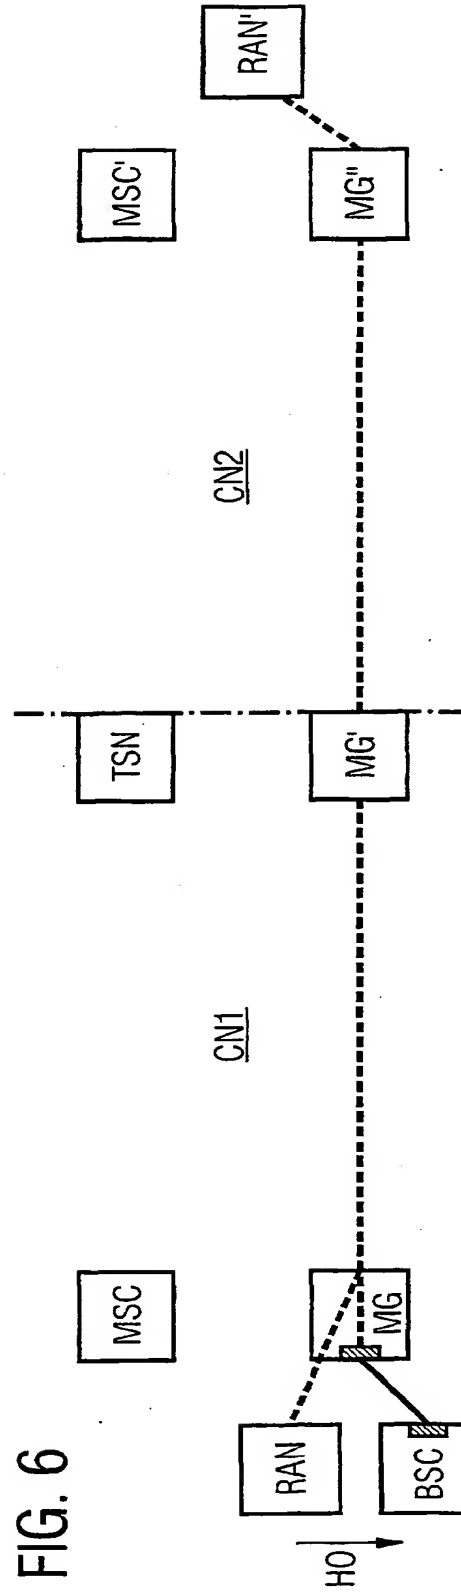 FIG. 6
MSC
TSN
MSC'
CN1
CN2
RAN
RAN'
HO
BSC
MG
MG'
MG"